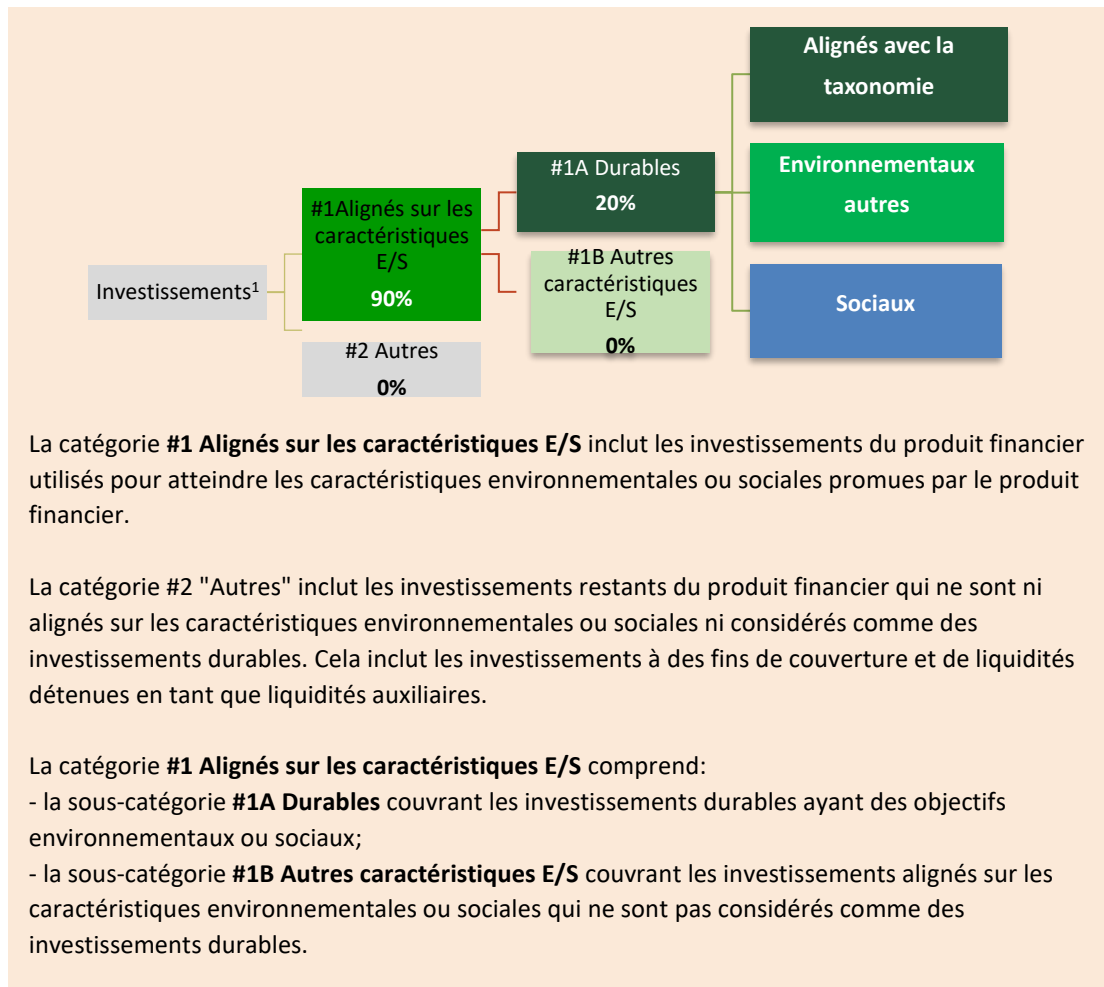 Investissements¹
#1Alignés sur les
caractéristiques
E/S
90%
#2 Autres
0%
#1A Durables
20%
#1B Autres
caractéristiques
E/S
0%
Alignés avec la
taxonomie
Environnementaux
autres
Sociaux
La catégorie #1 Alignés sur les caractéristiques E/S inclut les investissements du produit financier
utilisés pour atteindre les caractéristiques environnementales ou sociales promues par le produit
financier.
La catégorie #2 "Autres" inclut les investissements restants du produit financier qui ne sont ni
alignés sur les caractéristiques environnementales ou sociales ni considérés comme des
investissements durables. Cela inclut les investissements à des fins de couverture et de liquidités
détenues en tant que liquidités auxiliaires.
La catégorie #1 Alignés sur les caractéristiques E/S comprend:
- la sous-catégorie #1A Durables couvrant les investissements durables ayant des objectifs
environnementaux ou sociaux;
- la sous-catégorie #1B Autres caractéristiques E/S couvrant les investissements alignés sur les
caractéristiques environnementales ou sociales qui ne sont pas considérés comme des
investissements durables.